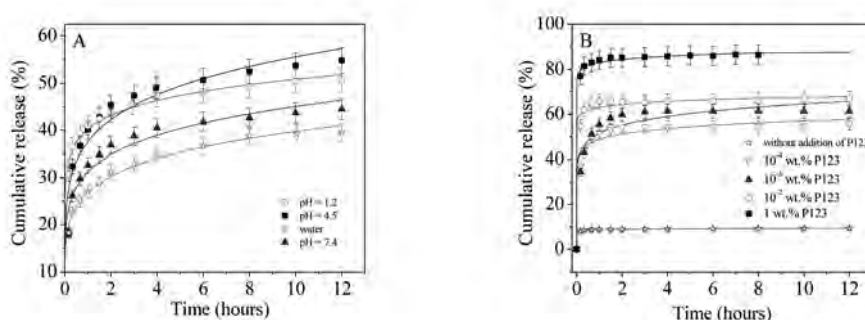 A
Cumulative release (%)
60
50
40
30
20
10
0
2
4
6
8
10
12
Time (hours)
pH = 1.2
pH = 4.5
water
pH = 7.4
B
Cumulative release (%)
100
80
60
40
20
0
0
2
4
6
8
10
12
Time (hours)
without addition of P123
10⁻⁴ wt.% P123
wt.% P123
10⁻² wt.% P123
1 wt.% P123